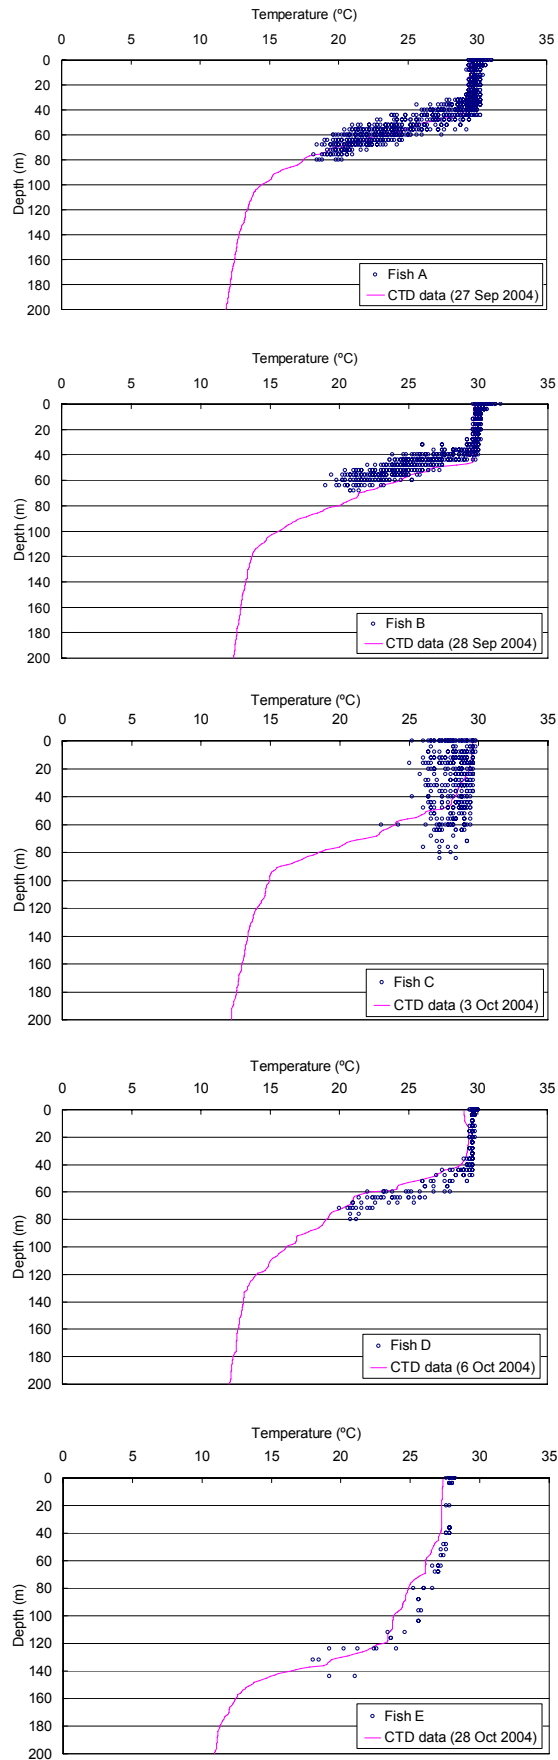 Temperature (ºC)
0 5 10 15 20 25 30 35
0
20
40
60
80
100
120
140
160
180
200
Depth (m)
Fish A
CTD data (27 Sep 2004)
Temperature (ºC)
0 5 10 15 20 25 30 35
0
20
40
60
80
100
120
140
160
180
200
Depth (m)
Fish B
CTD data (28 Sep 2004)
Temperature (ºC)
0 5 10 15 20 25 30 35
0
20
40
60
80
100
120
140
160
180
200
Depth (m)
Fish C
CTD data (3 Oct 2004)
Temperature (ºC)
0 5 10 15 20 25 30 35
0
20
40
60
80
100
120
140
160
180
200
Depth (m)
Fish D
CTD data (6 Oct 2004)
Temperature (ºC)
0 5 10 15 20 25 30 35
0
20
40
60
80
100
120
140
160
180
200
Depth (m)
Fish E
CTD data (28 Oct 2004)